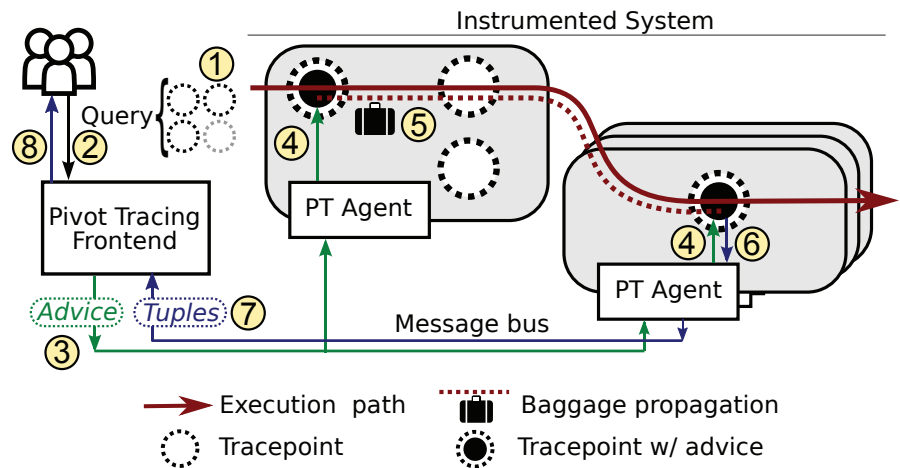 Instrumented System
1
Query
8
2
4
5
PT Agent
Pivot Tracing
Frontend
4
6
PT Agent
Advice
Tuples
7
Message bus
3
Execution path
Baggage propagation
Tracepoint
Tracepoint w/ advice